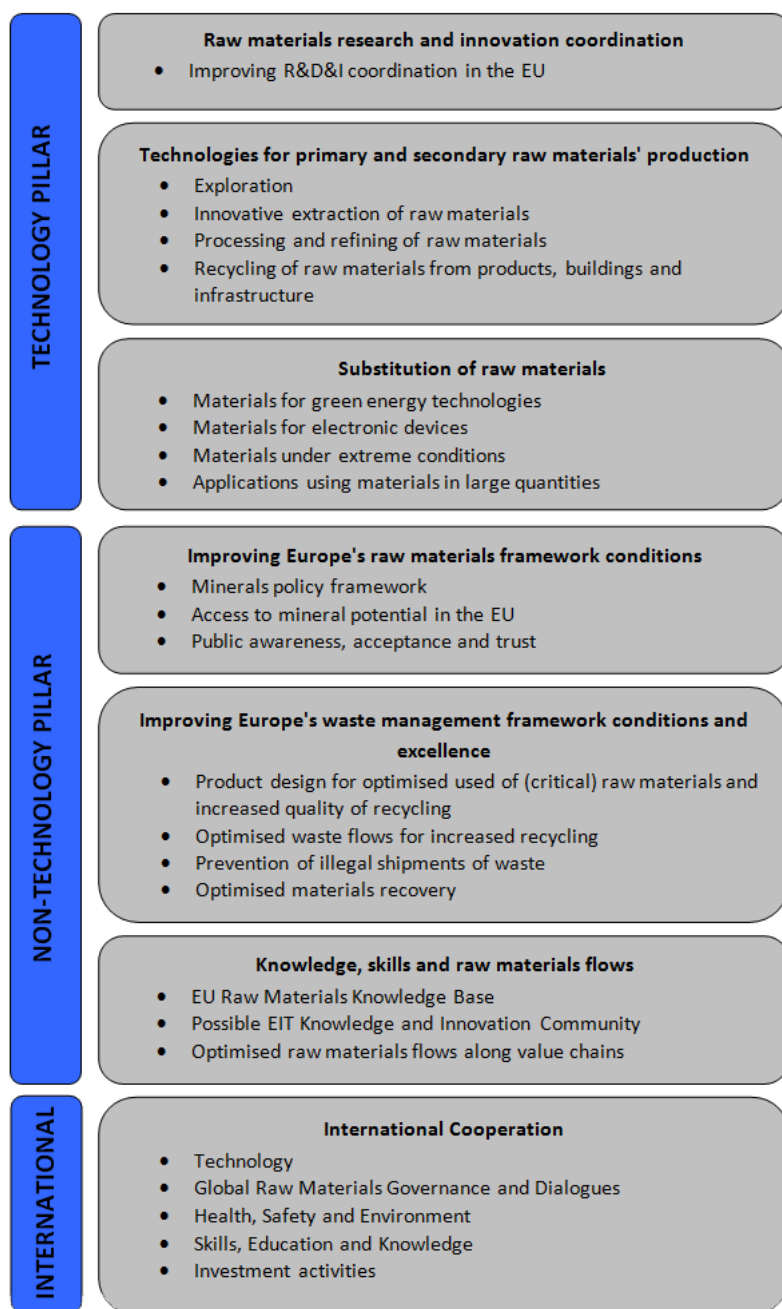 TECHNOLOGY PILLAR
Raw materials research and innovation coordination
• Improving R&D&I coordination in the EU
Technologies for primary and secondary raw materials' production
• Exploration
• Innovative extraction of raw materials
• Processing and refining of raw materials
• Recycling of raw materials from products, buildings and
infrastructure
Substitution of raw materials
• Materials for green energy technologies
• Materials for electronic devices
• Materials under extreme conditions
• Applications using materials in large quantities
NON-TECHNOLOGY PILLAR
Improving Europe's raw materials framework conditions
• Minerals policy framework
• Access to mineral potential in the EU
• Public awareness, acceptance and trust
Improving Europe's waste management framework conditions and
excellence
• Product design for optimised used of (critical) raw materials and
increased quality of recycling
• Optimised waste flows for increased recycling
• Prevention of illegal shipments of waste
• Optimised materials recovery
Knowledge, skills and raw materials flows
• EU Raw Materials Knowledge Base
• Possible EIT Knowledge and Innovation Community
• Optimised raw materials flows along value chains
INTERNATIONAL
International Cooperation
• Technology
• Global Raw Materials Governance and Dialogues
• Health, Safety and Environment
• Skills, Education and Knowledge
• Investment activities